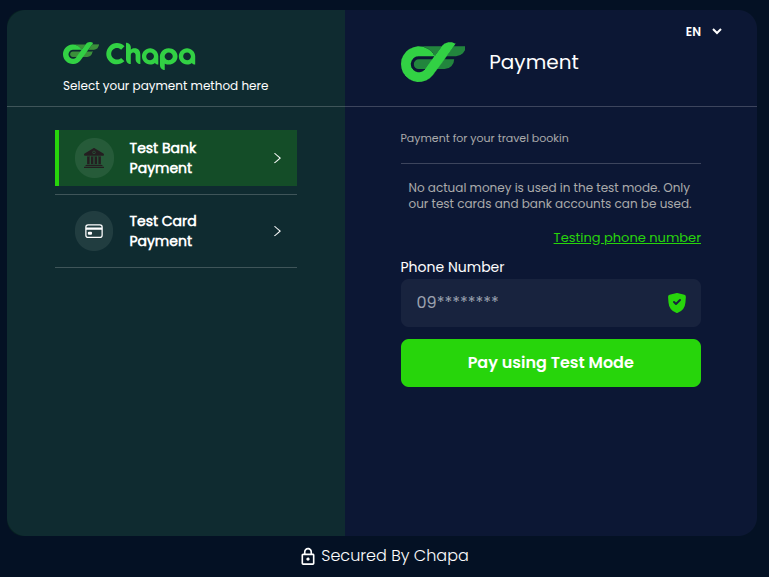 Chapa
Select your payment method here
Test Bank
Payment
Test Card
Payment
EN
Payment
Payment for your travel bookin
No actual money is used in the test mode. Only
our test cards and bank accounts can be used.
Testing phone number
Phone Number
09********
Pay using Test Mode
Secured By Chapa